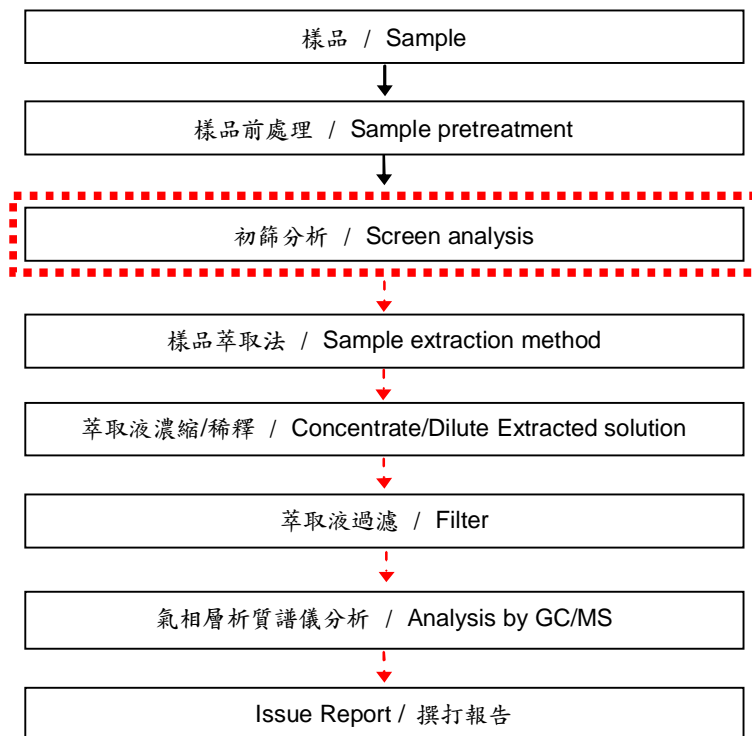 樣品 / Sample
樣品前處理 / Sample pretreatment
初篩分析 / Screen analysis
樣品萃取法 / Sample extraction method
萃取液濃縮/稀釋 / Concentrate/Dilute Extracted solution
萃取液過濾 / Filter
氣相層析質譜儀分析 / Analysis by GC/MS
Issue Report / 撰打報告